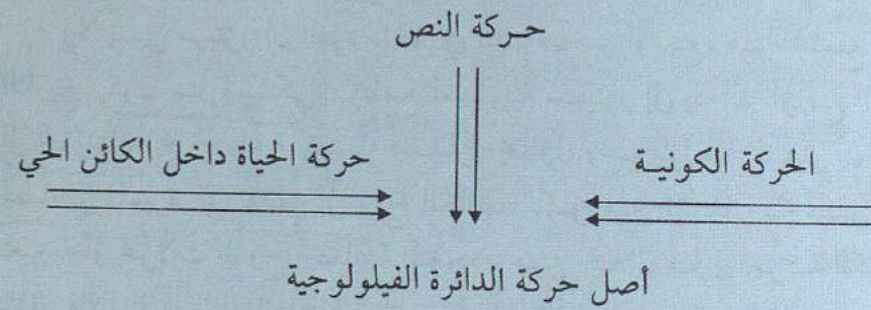 حركة النص
الحركة الكونية
حركة الحياة داخل الكائن الحي
أصل حركة الدائرة الفيلولوجية